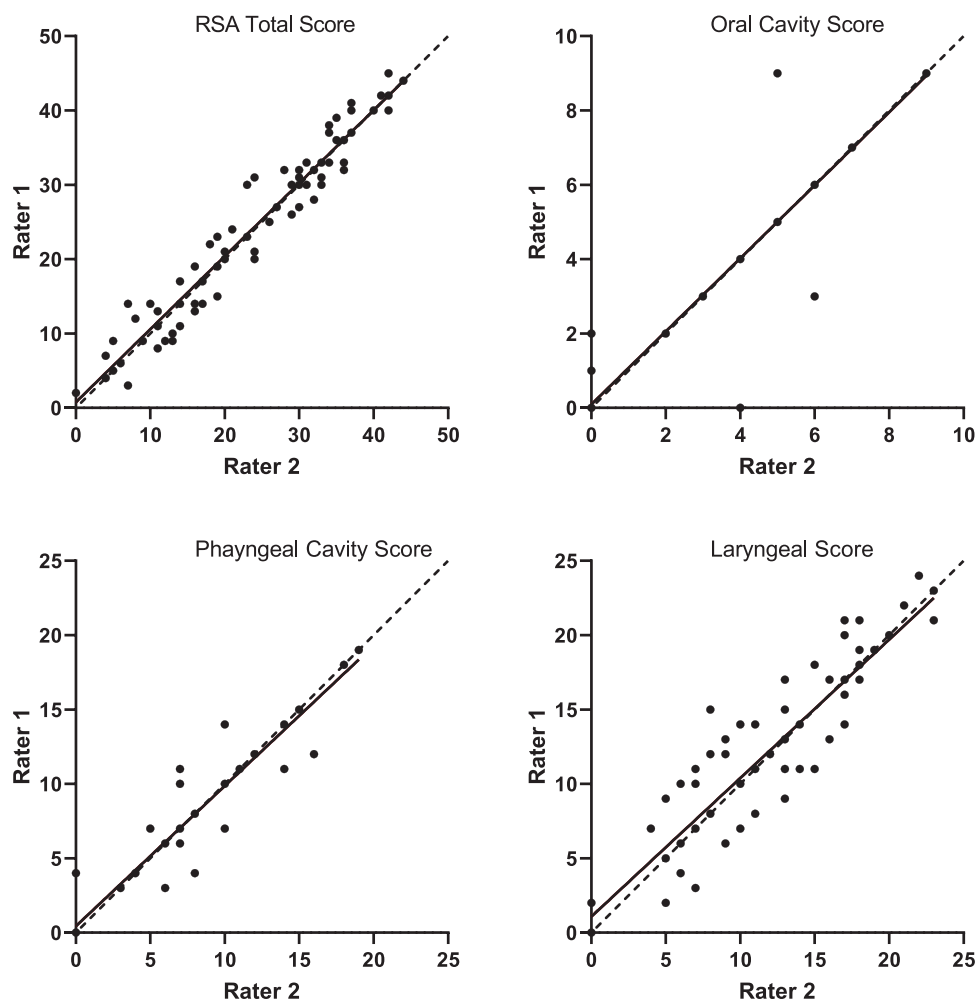 RSA Total Score
50
40
30
20
10
0
Rater 1
0 10 20 30 40 50
Rater 2
Oral Cavity Score
10
8
6
4
2
0
Rater 1
0 2 4 6 8 10
Rater 2
Phayngeal Cavity Score
25
20
15
10
5
0
Rater 1
0 5 10 15 20 25
Rater 2
Laryngeal Score
25
20
15
10
5
0
Rater 1
0 5 10 15 20 25
Rater 2